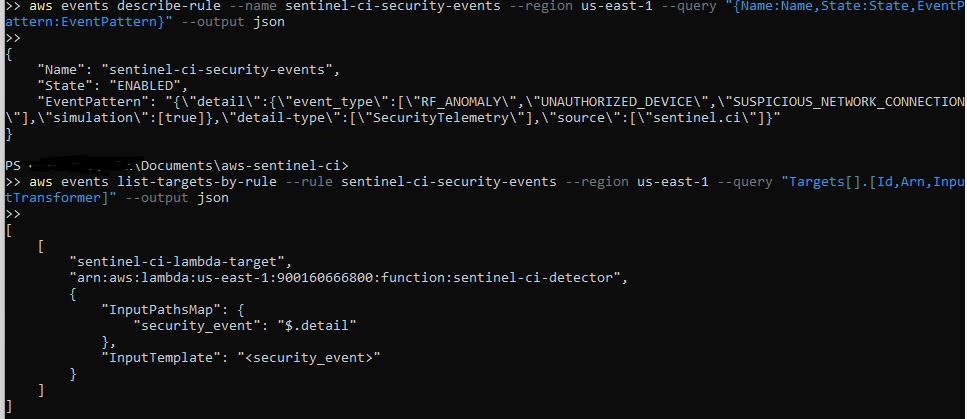 >> aws events describe-rule --name sentinel-ci-security-events --region us-east-1 --query "{Name:Name,State:State,EventP
attern:EventPattern}" --output json
>>
{
    "Name": "sentinel-ci-security-events",
    "State": "ENABLED",
    "EventPattern": "{\"detail\":{\"event_type\":[\"RF_ANOMALY\",\"UNAUTHORIZED_DEVICE\",\"SUSPICIOUS_NETWORK_CONNECTION
\"],\"simulation\":[true]},\"detail-type\":[\"SecurityTelemetry\"],\"source\":[\"sentinel.ci\"]}"
}
PS \Documents\aws-sentinel-ci>
>> aws events list-targets-by-rule --rule sentinel-ci-security-events --region us-east-1 --query "Targets[].[Id,Arn,Inpu
tTransformer]" --output json
>>
[
    [
        "sentinel-ci-lambda-target",
        "arn:aws:lambda:us-east-1:900160666800:function:sentinel-ci-detector",
        {
            "InputPathsMap": {
                "security_event": "$.detail"
            },
            "InputTemplate": "<security_event>"
        }
    ]
]